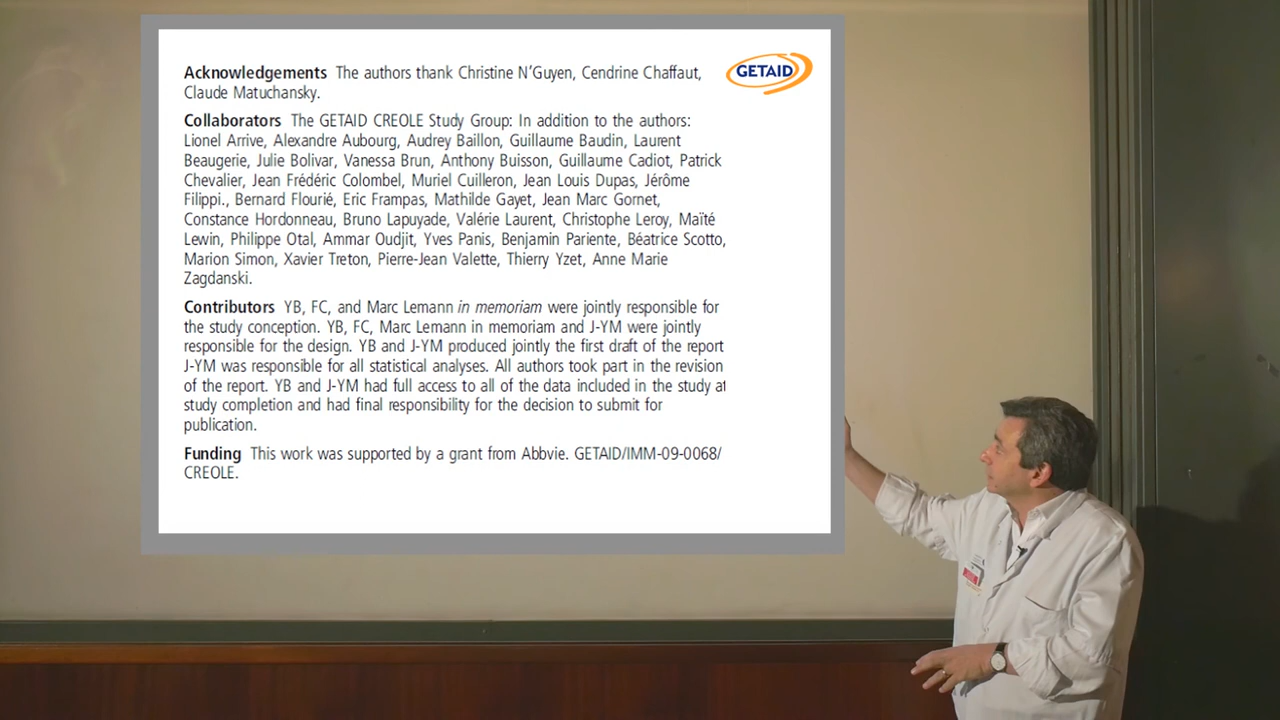 GETAID
Acknowledgements The authors thank Christine N'Guyen, Cendrine Chaffaut,
Claude Matuchansky.
Collaborators The GETAID CREOLE Study Group: In addition to the authors:
Lionel Arrive, Alexandre Aubourg, Audrey Baillon, Guillaume Baudin, Laurent
Beaugerie, Julie Bolivar, Vanessa Brun, Anthony Buisson, Guillaume Cadiot, Patrick
Chevalier, Jean Frédéric Colombel, Muriel Cuilleron, Jean Louis Dupas, Jérôme
Filippi., Bernard Flourié, Eric Frampas, Mathilde Gayet, Jean Marc Gornet,
Constance Hordonneau, Bruno Lapuyade, Valérie Laurent, Christophe Leroy, Maïté
Lewin, Philippe Otal, Ammar Oudjit, Yves Panis, Benjamin Pariente, Béatrice Scotto,
Marion Simon, Xavier Treton, Pierre-Jean Valette, Thierry Yzet, Anne Marie
Zagdanski.
Contributors YB, FC, and Marc Lemann in memoriam were jointly responsible for
the study conception. YB, FC, Marc Lemann in memoriam and J-YM were jointly
responsible for the design. YB and J-YM produced jointly the first draft of the report
J-YM was responsible for all statistical analyses. All authors took part in the revision
of the report. YB and J-YM had full access to all of the data included in the study at
study completion and had final responsibility for the decision to submit for
publication.
Funding This work was supported by a grant from Abbvie. GETAID/IMM-09-0068/
CREOLE.